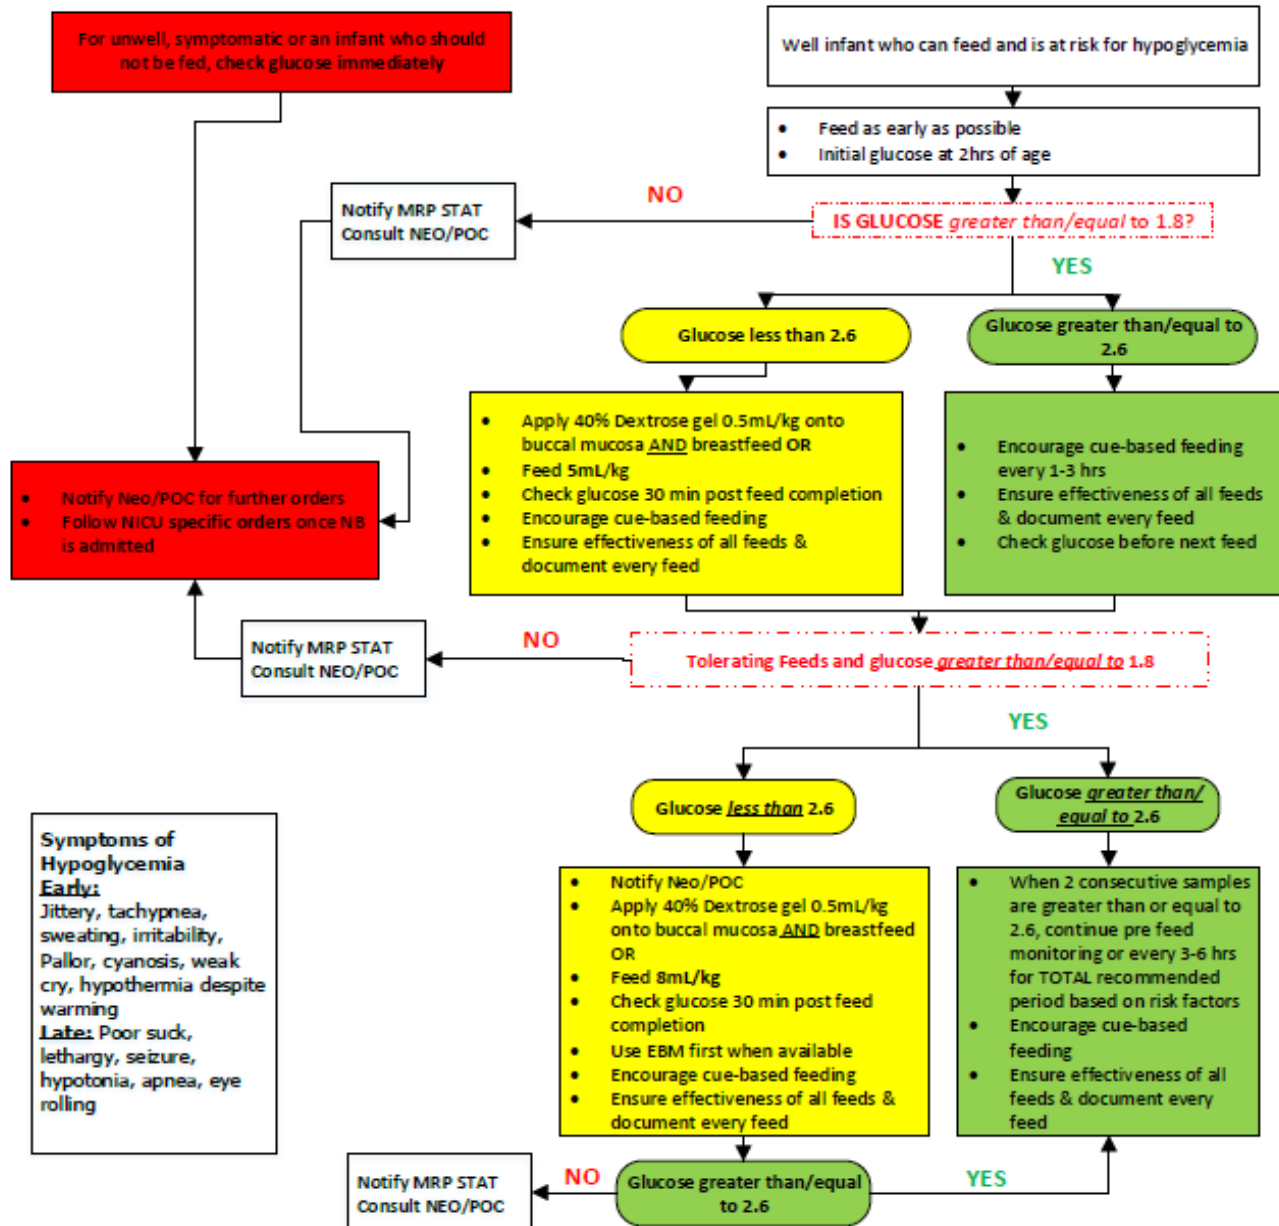 For unwell, symptomatic or an infant who should
not be fed, check glucose immediately
Well infant who can feed and is at risk for hypoglycemia
• Feed as early as possible
• Initial glucose at 2hrs of age
NO
Notify MRP STAT
Consult NEO/POC
IS GLUCOSE greater than/equal to 1.8?
YES
Glucose less than 2.6
Glucose greater than/equal to
2.6
• Apply 40% Dextrose gel 0.5mL/kg onto
buccal mucosa AND breastfeed OR
• Feed 5mL/kg
• Check glucose 30 min post feed completion
• Encourage cue-based feeding
• Ensure effectiveness of all feeds &
document every feed
• Encourage cue-based feeding
every 1-3 hrs
• Ensure effectiveness of all feeds
& document every feed
• Check glucose before next feed
• Notify Neo/POC for further orders
• Follow NICU specific orders once NB
is admitted
Notify MRP STAT
Consult NEO/POC
NO
Tolerating Feeds and glucose greater than/equal to 1.8
YES
Glucose less than 2.6
Glucose greater than/
equal to 2.6
• Notify Neo/POC
• Apply 40% Dextrose gel 0.5mL/kg
onto buccal mucosa AND breastfeed
OR
• Feed 8mL/kg
• Check glucose 30 min post feed
completion
• Use EBM first when available
• Encourage cue-based feeding
• Ensure effectiveness of all feeds &
document every feed
• When 2 consecutive samples
are greater than or equal to
2.6, continue pre feed
monitoring or every 3-6 hrs
for TOTAL recommended
period based on risk factors
• Encourage cue-based
feeding
• Ensure effectiveness of all
feeds & document every
feed
Symptoms of
Hypoglycemia
Early:
Jittery, tachypnea,
sweating, irritability,
Pallor, cyanosis, weak
cry, hypothermia despite
warming
Late: Poor suck,
lethargy, seizure,
hypotonia, apnea, eye
rolling
Notify MRP STAT
Consult NEO/POC
NO
Glucose greater than/equal
to 2.6
YES